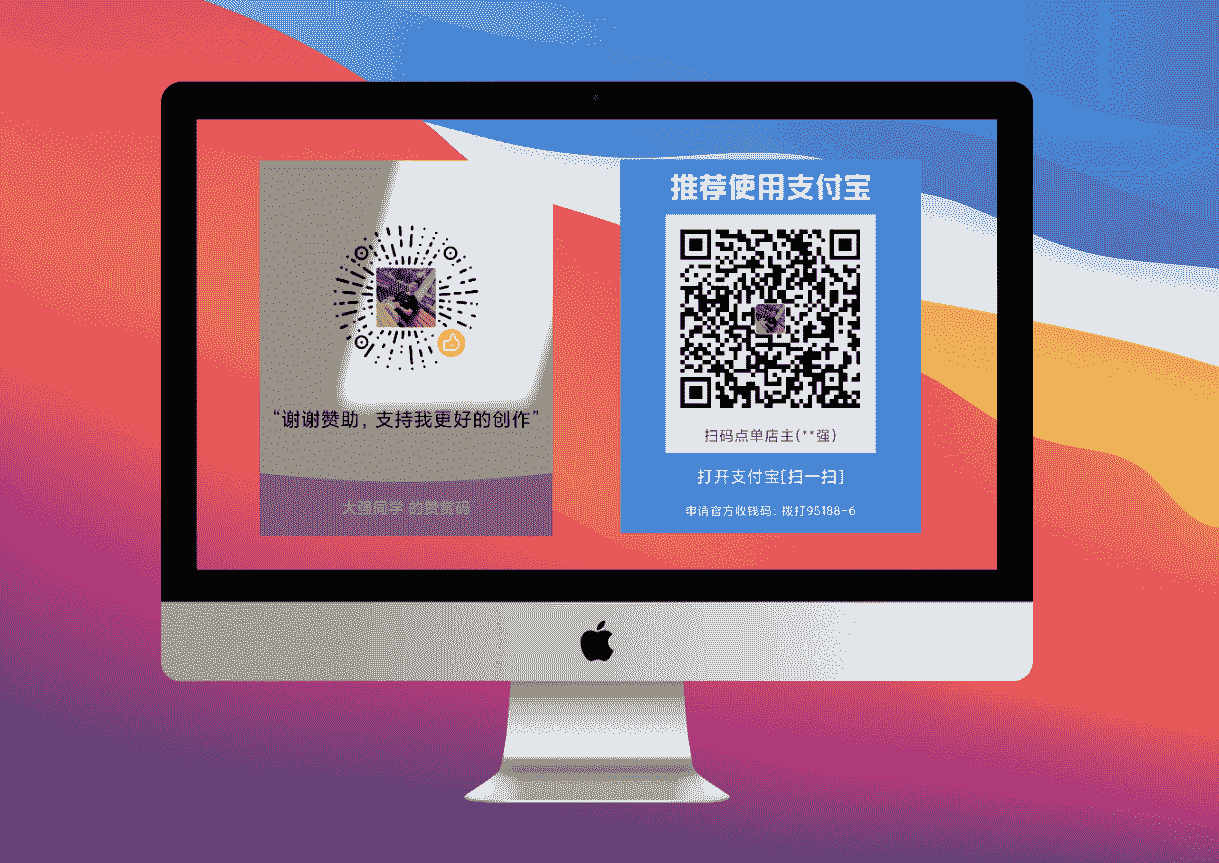 “谢谢赞助，支持我更好的创作”
大强同学 的赞赏码
推荐使用支付宝
扫码点单店主(**强)
打开支付宝[扫一扫]
申请官方收钱码：拨打95188-6